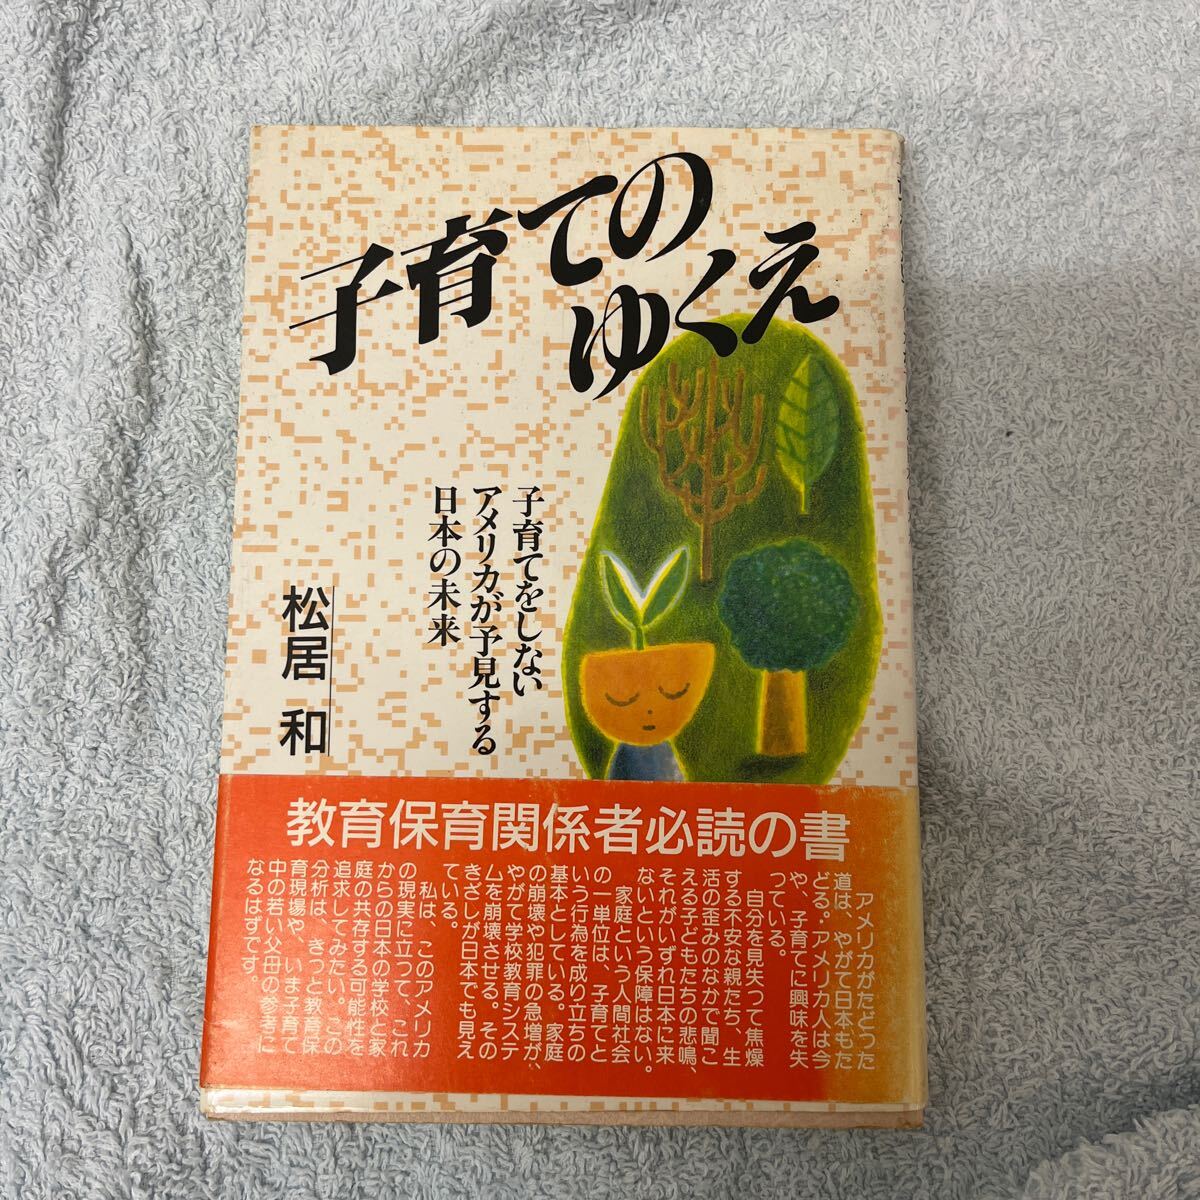 子育ての
ゆくえ
子育てをしない
アメリカが予見する
日本の未来
松居 和
教育保育関係者必読の書
アメリカがたどった
道は、やがて日本もた
どる。アメリカ人は今
や、子育てに興味を失
っている。
自分を見失って焦燥
する不安な親たち、生
活の歪みのなかで聞こ
える子どもたちの悲鳴、
それがいずれ日本に来
ないという保障はない。
家庭という人間社会
の一単位は、子育てと
いう行為を成り立ちの
基本としている。家庭
の崩壊や犯罪の急増が、
やがて学校教育システ
ムを崩壊させる。その
きざしが日本でも見え
ている。
私は、このアメリカ
の現実に立って、これ
からの日本の学校と家
庭の共存する可能性を
追求してみたい。この
分析は、きっと教育保
育現場や、いま子育て
中の若い父母の参考に
なるはずです。